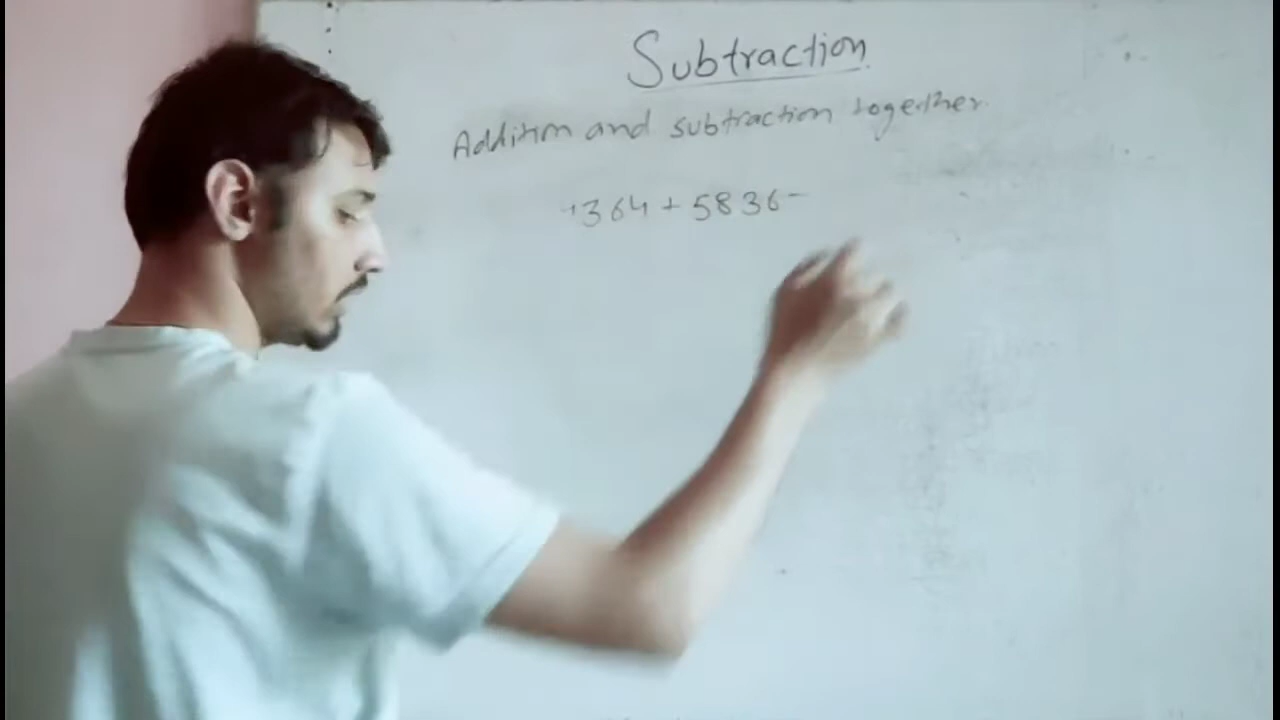 Subtraction
Addition and subtraction together.
1364 + 5836 -